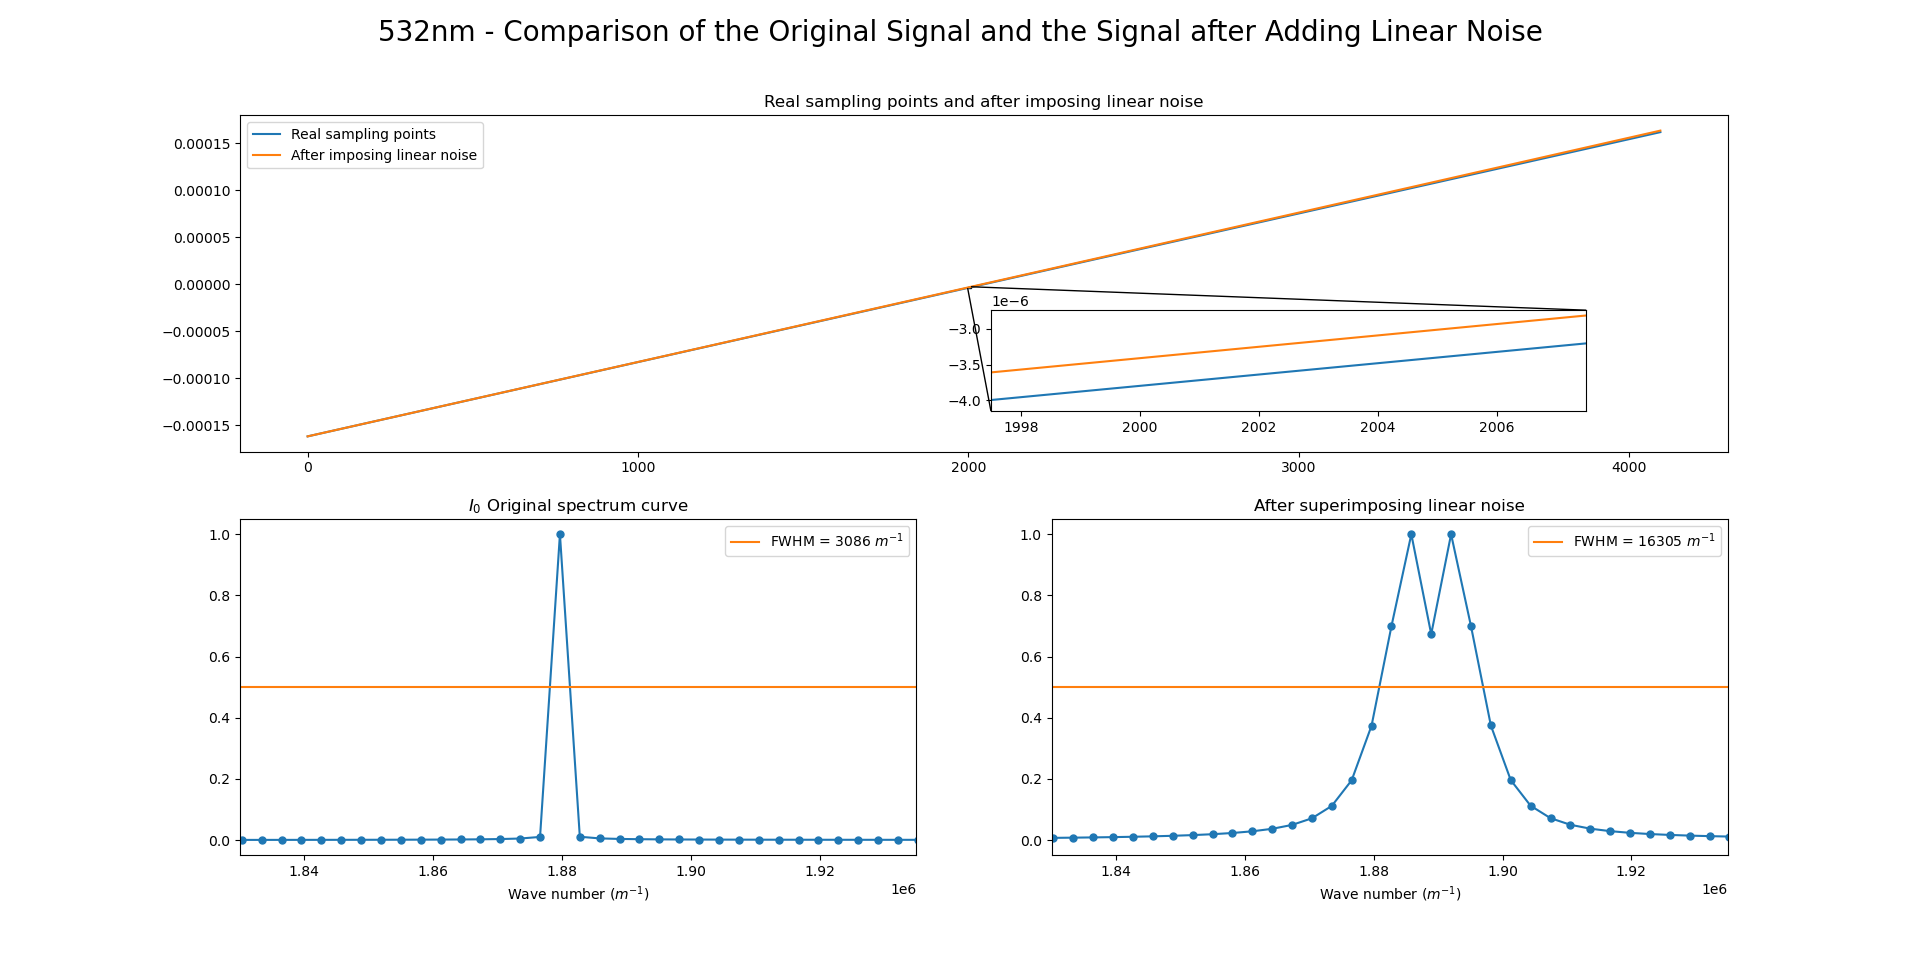 532nm - Comparison of the Original Signal and the Signal after Adding Linear Noise
Real sampling points and after imposing linear noise
Real sampling points
After imposing linear noise
0.00015
0.00010
0.00005
0.00000
−0.00005
−0.00010
−0.00015
0 1000 2000 3000 4000
1e−6
−3.0
−3.5
−4.0
1998 2000 2002 2004 2006
I₀ Original spectrum curve
FWHM = 3086 m⁻¹
1.0
0.8
0.6
0.4
0.2
0.0
1.84 1.86 1.88 1.90 1.92
1e6
Wave number (m⁻¹)
After superimposing linear noise
FWHM = 16305 m⁻¹
1.0
0.8
0.6
0.4
0.2
0.0
1.84 1.86 1.88 1.90 1.92
1e6
Wave number (m⁻¹)